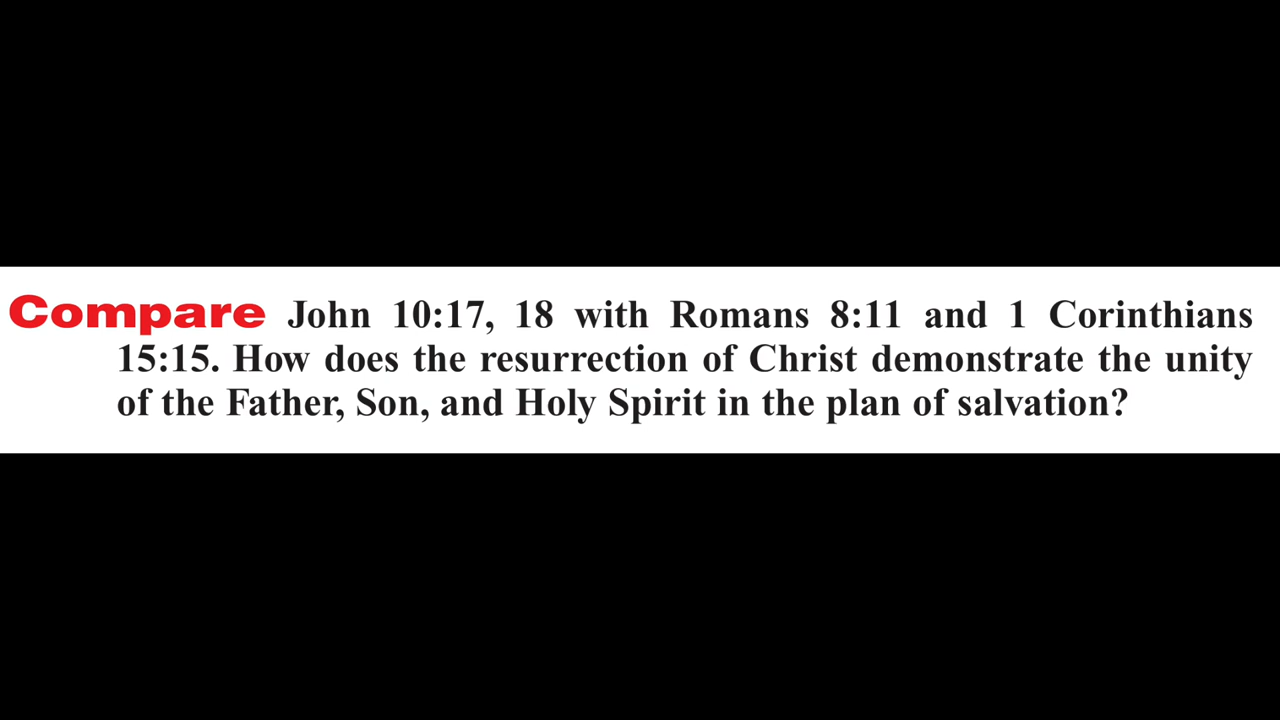 Compare John 10:17, 18 with Romans 8:11 and 1 Corinthians
15:15. How does the resurrection of Christ demonstrate the unity
of the Father, Son, and Holy Spirit in the plan of salvation?